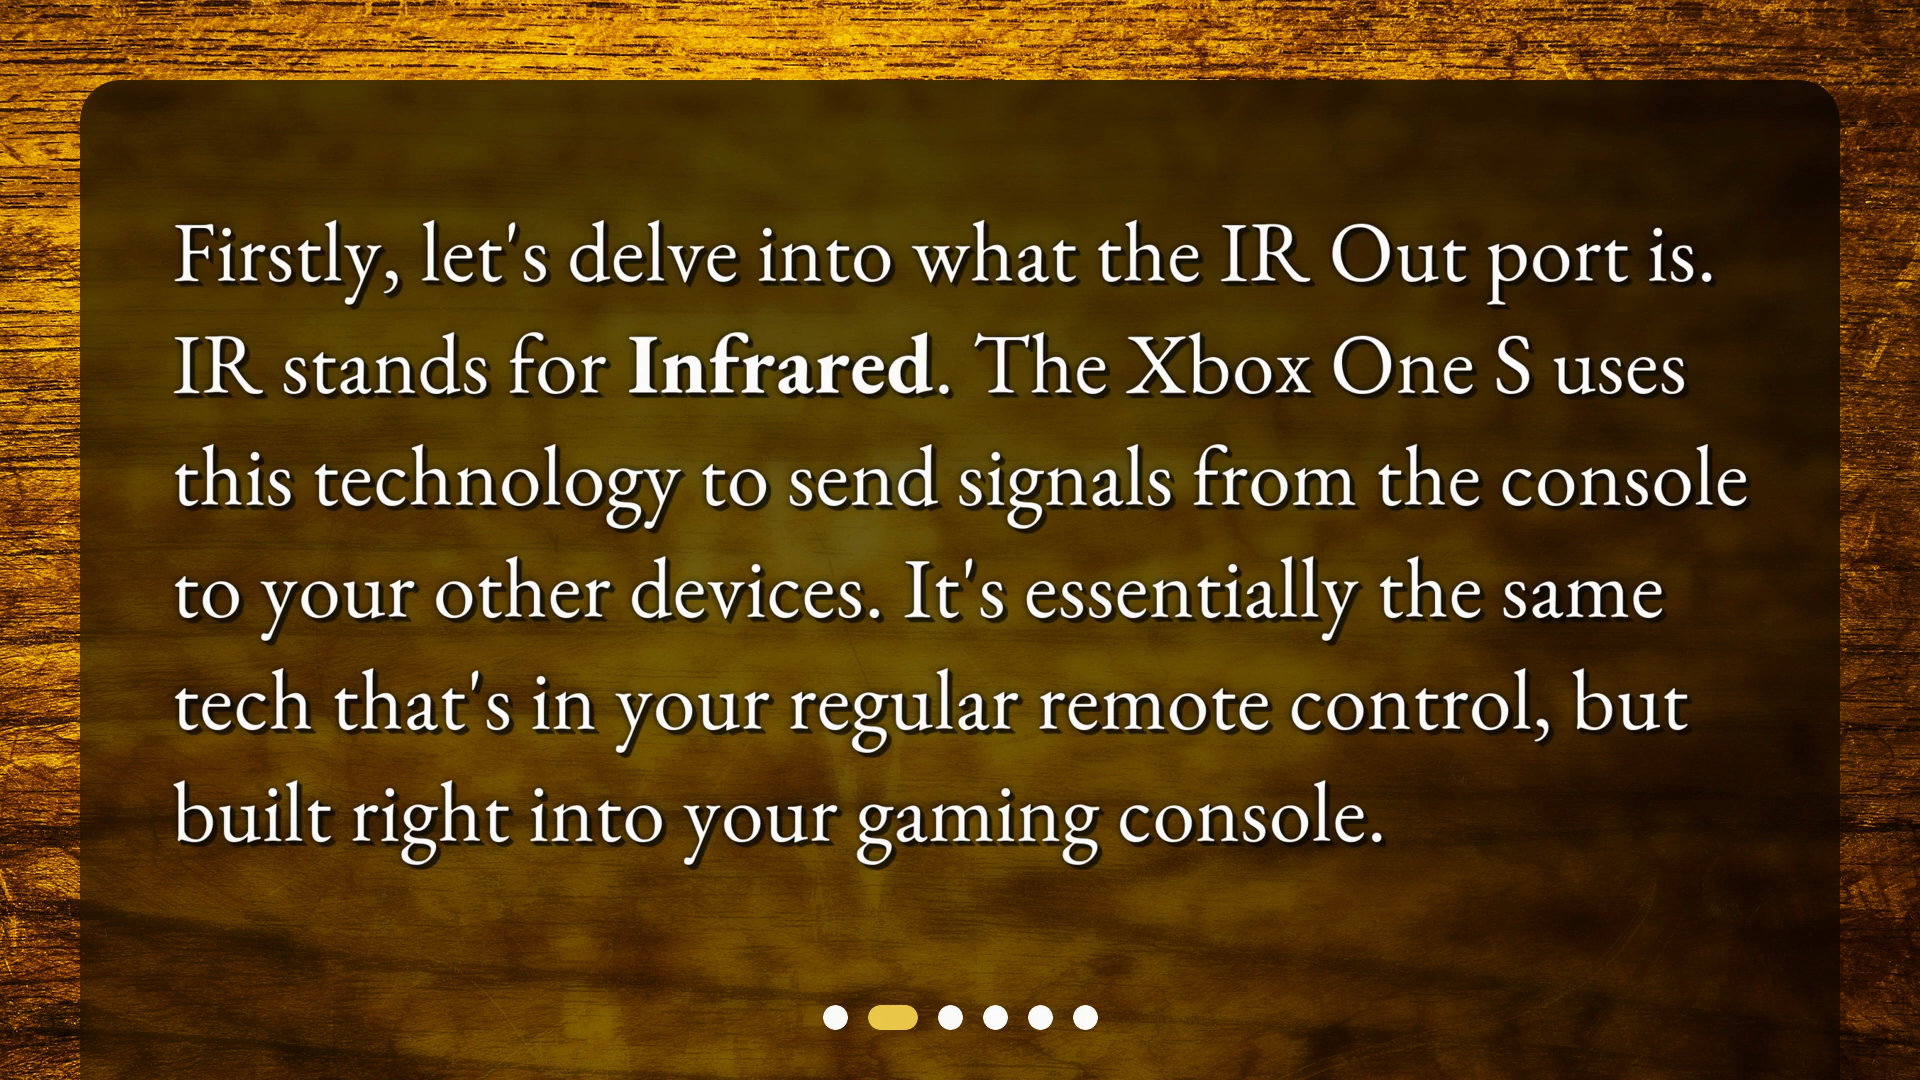 Firstly, let's delve into what the IR Out port is.
IR stands for Infrared. The Xbox One S uses
this technology to send signals from the console
to your other devices. It's essentially the same
tech that's in your regular remote control, but
built right into your gaming console.